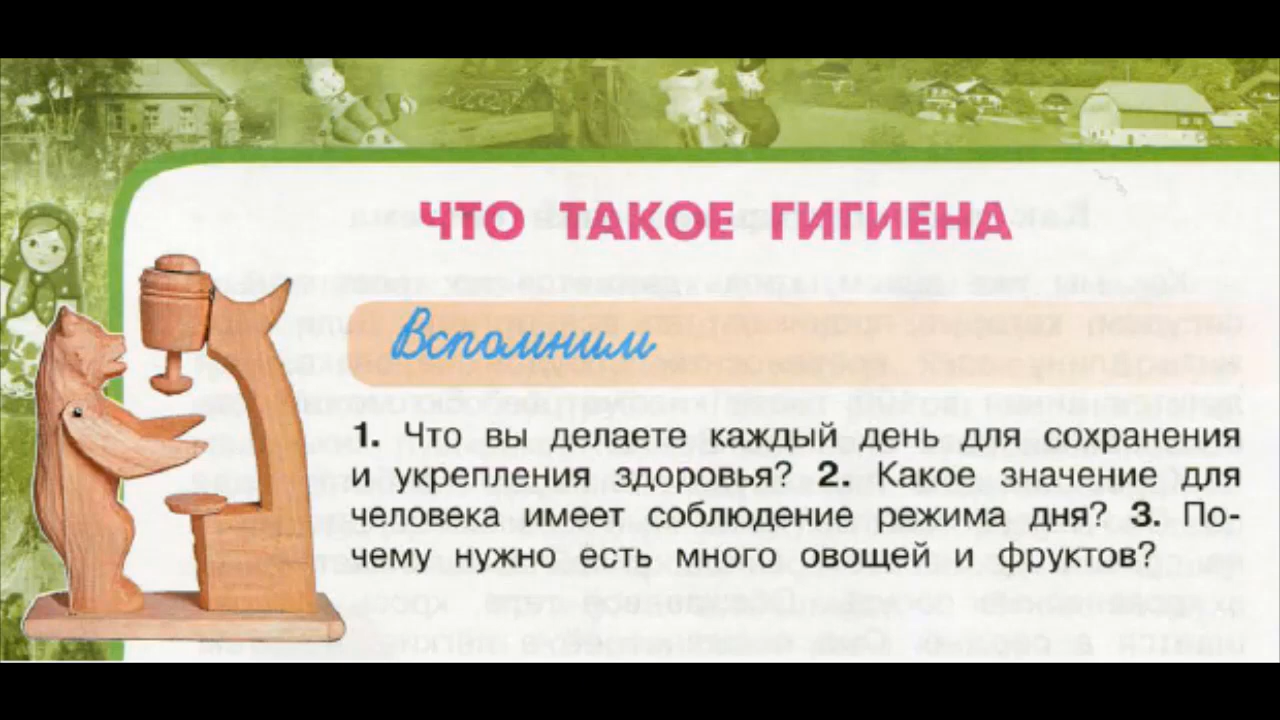 ЧТО ТАКОЕ ГИГИЕНА
Вспомним
1. Что вы делаете каждый день для сохранения
и укрепления здоровья? 2. Какое значение для
человека имеет соблюдение режима дня? 3. По-
чему нужно есть много овощей и фруктов?